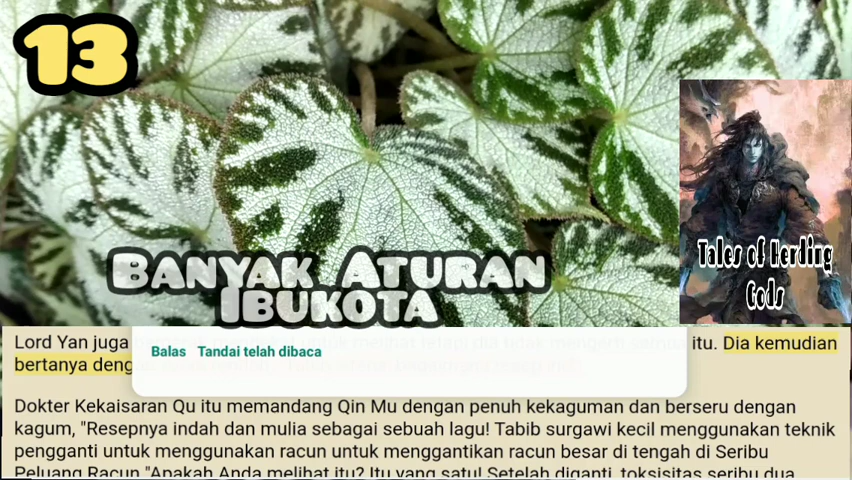 13
Tales of Herding
Gods
BANYAK ATURAN
IBUKOTA
Lord Yan juga itu. Dia kemudian
Balas Tandai telah dibaca
bertanya deng
Dokter Kekaisaran Qu itu memandang Qin Mu dengan penuh kekaguman dan berseru dengan
kagum, "Resepnya indah dan mulia sebagai sebuah lagu! Tabib surgawi kecil menggunakan teknik
pengganti untuk menggunakan racun untuk menggantikan racun besar di tengah di Seribu
Peluang Racun "Apakah Anda melihat itu? Itu yang satu! Setelah diganti, toksisitas seribu dua